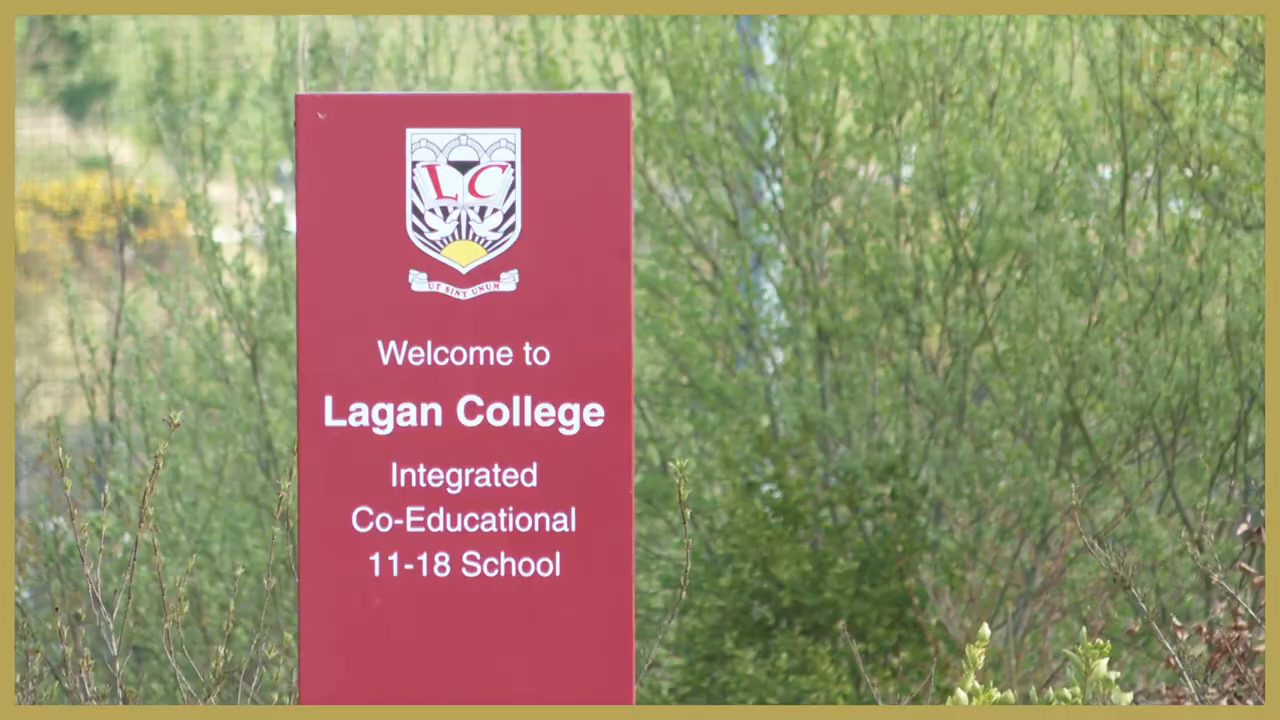 LC
UT SINT UNUM
Welcome to
Lagan College
Integrated
Co-Educational
11-18 School